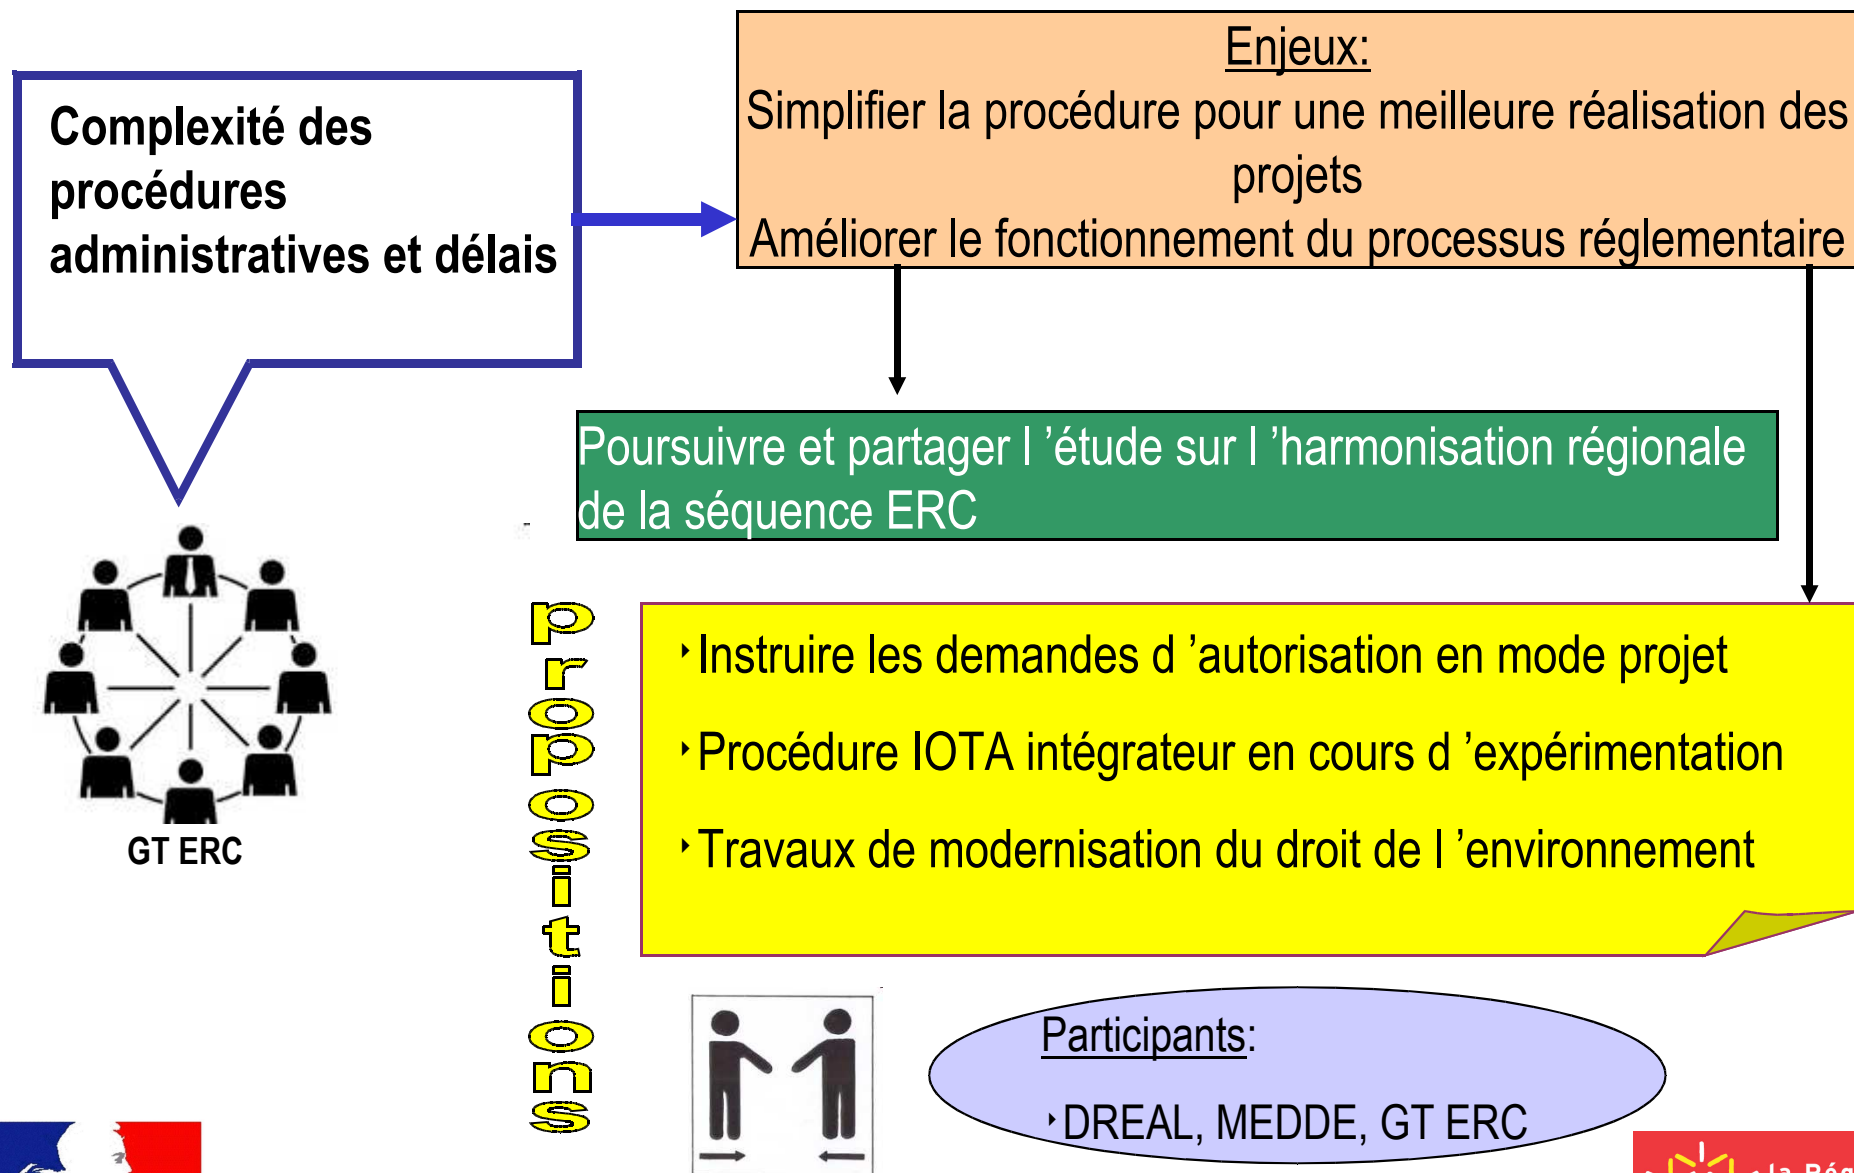 Complexité des
procédures
administratives et délais
Enjeux:
Simplifier la procédure pour une meilleure réalisation des
projets
Améliorer le fonctionnement du processus réglementaire
Poursuivre et partager l ’étude sur l ’harmonisation régionale
de la séquence ERC
GT ERC
propositions
‣Instruire les demandes d ’autorisation en mode projet
‣Procédure IOTA intégrateur en cours d ’expérimentation
‣Travaux de modernisation du droit de l ’environnement
Participants:
‣DREAL, MEDDE, GT ERC
la